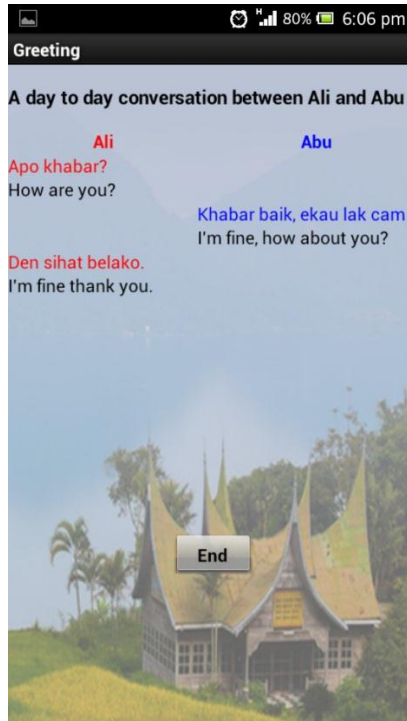 H 80% 6:06 pm
Greeting
A day to day conversation between Ali and Abu
Ali Abu
Apo khabar?
How are you?
Khabar baik, ekau lak cam
I'm fine, how about you?
Den sihat belako.
I'm fine thank you.
End